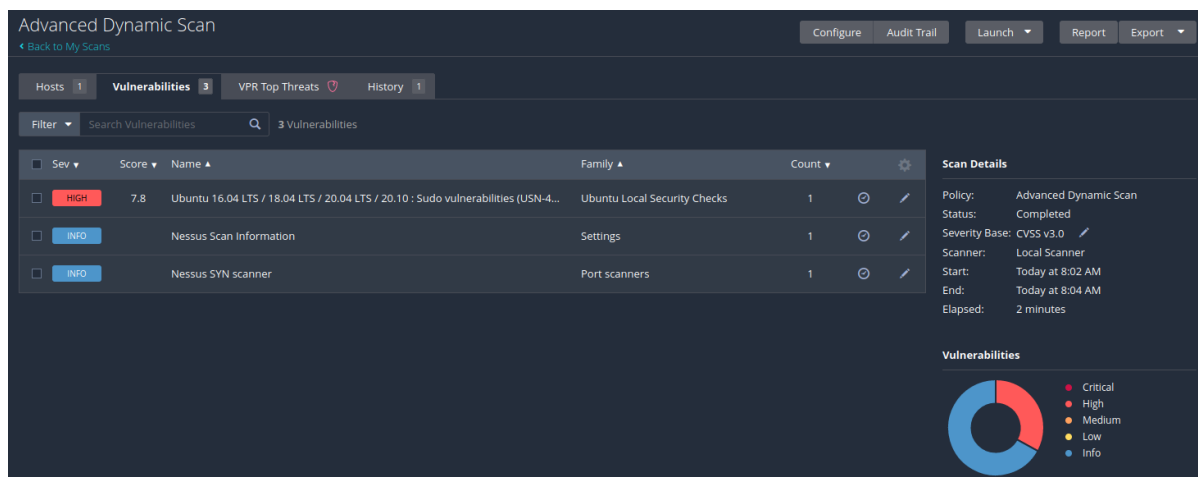 Advanced Dynamic Scan
Back to My Scans
Configure Audit Trail Launch Report Export
Hosts 1 Vulnerabilities 3 VPR Top Threats History 1
Filter Search Vulnerabilities 3 Vulnerabilities
Sev Score Name Family Count
HIGH 7.8 Ubuntu 16.04 LTS / 18.04 LTS / 20.04 LTS / 20.10 : Sudo vulnerabilities (USN-4... Ubuntu Local Security Checks 1
INFO Nessus Scan Information Settings 1
INFO Nessus SYN scanner Port scanners 1
Scan Details
Policy: Advanced Dynamic Scan
Status: Completed
Severity Base: CVSS v3.0
Scanner: Local Scanner
Start: Today at 8:02 AM
End: Today at 8:04 AM
Elapsed: 2 minutes
Vulnerabilities
Critical
High
Medium
Low
Info